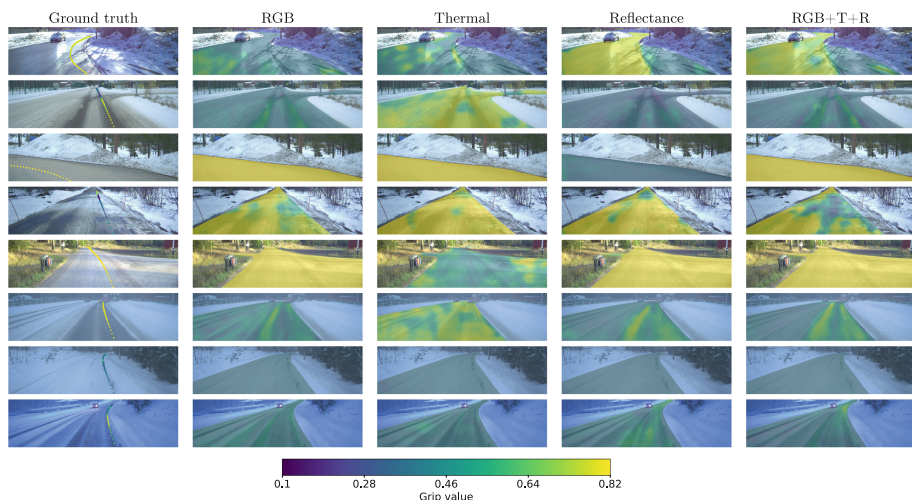 Ground truth RGB Thermal Reflectance RGB+T+R
0.1 0.28 0.46 0.64 0.82
Grip value